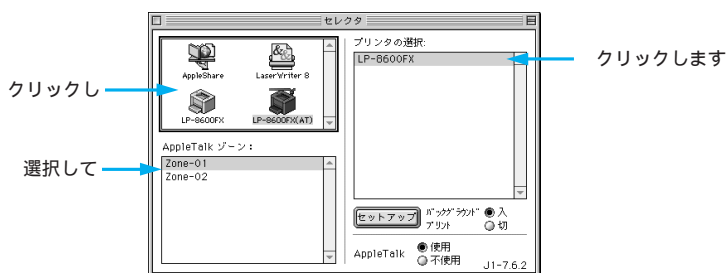 セレクタ
クリックし
AppleShare
LaserWriter 8
LP-8600FX
LP-8600FX(AT)
選択して
AppleTalk ゾーン：
Zone-01
Zone-02
プリンタの選択:
LP-8600FX
クリックします
セットアップ
バックグラウンド
プリント
入
切
AppleTalk
使用
不使用
J1-7.6.2